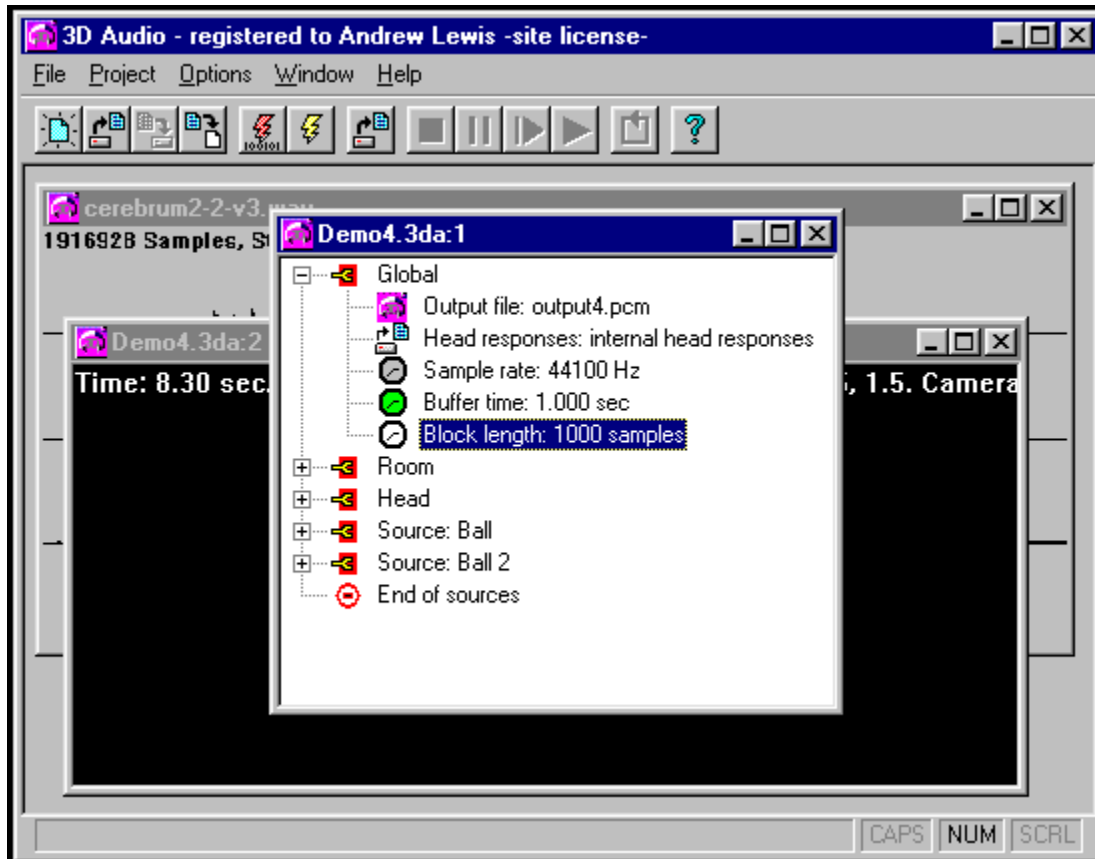 3D Audio - registered to Andrew Lewis -site license-
File Project Options Window Help
cerebrum2-2-v3.wav
1916928 Samples, St
Demo4.3da:1
Global
Output file: output4.pcm
Head responses: internal head responses
Sample rate: 44100 Hz
Buffer time: 1.000 sec
Block length: 1000 samples
Room
Head
Source: Ball
Source: Ball 2
End of sources
Demo4.3da:2
Time: 8.30 sec. , 1.5. Camera
CAPS NUM SCRL